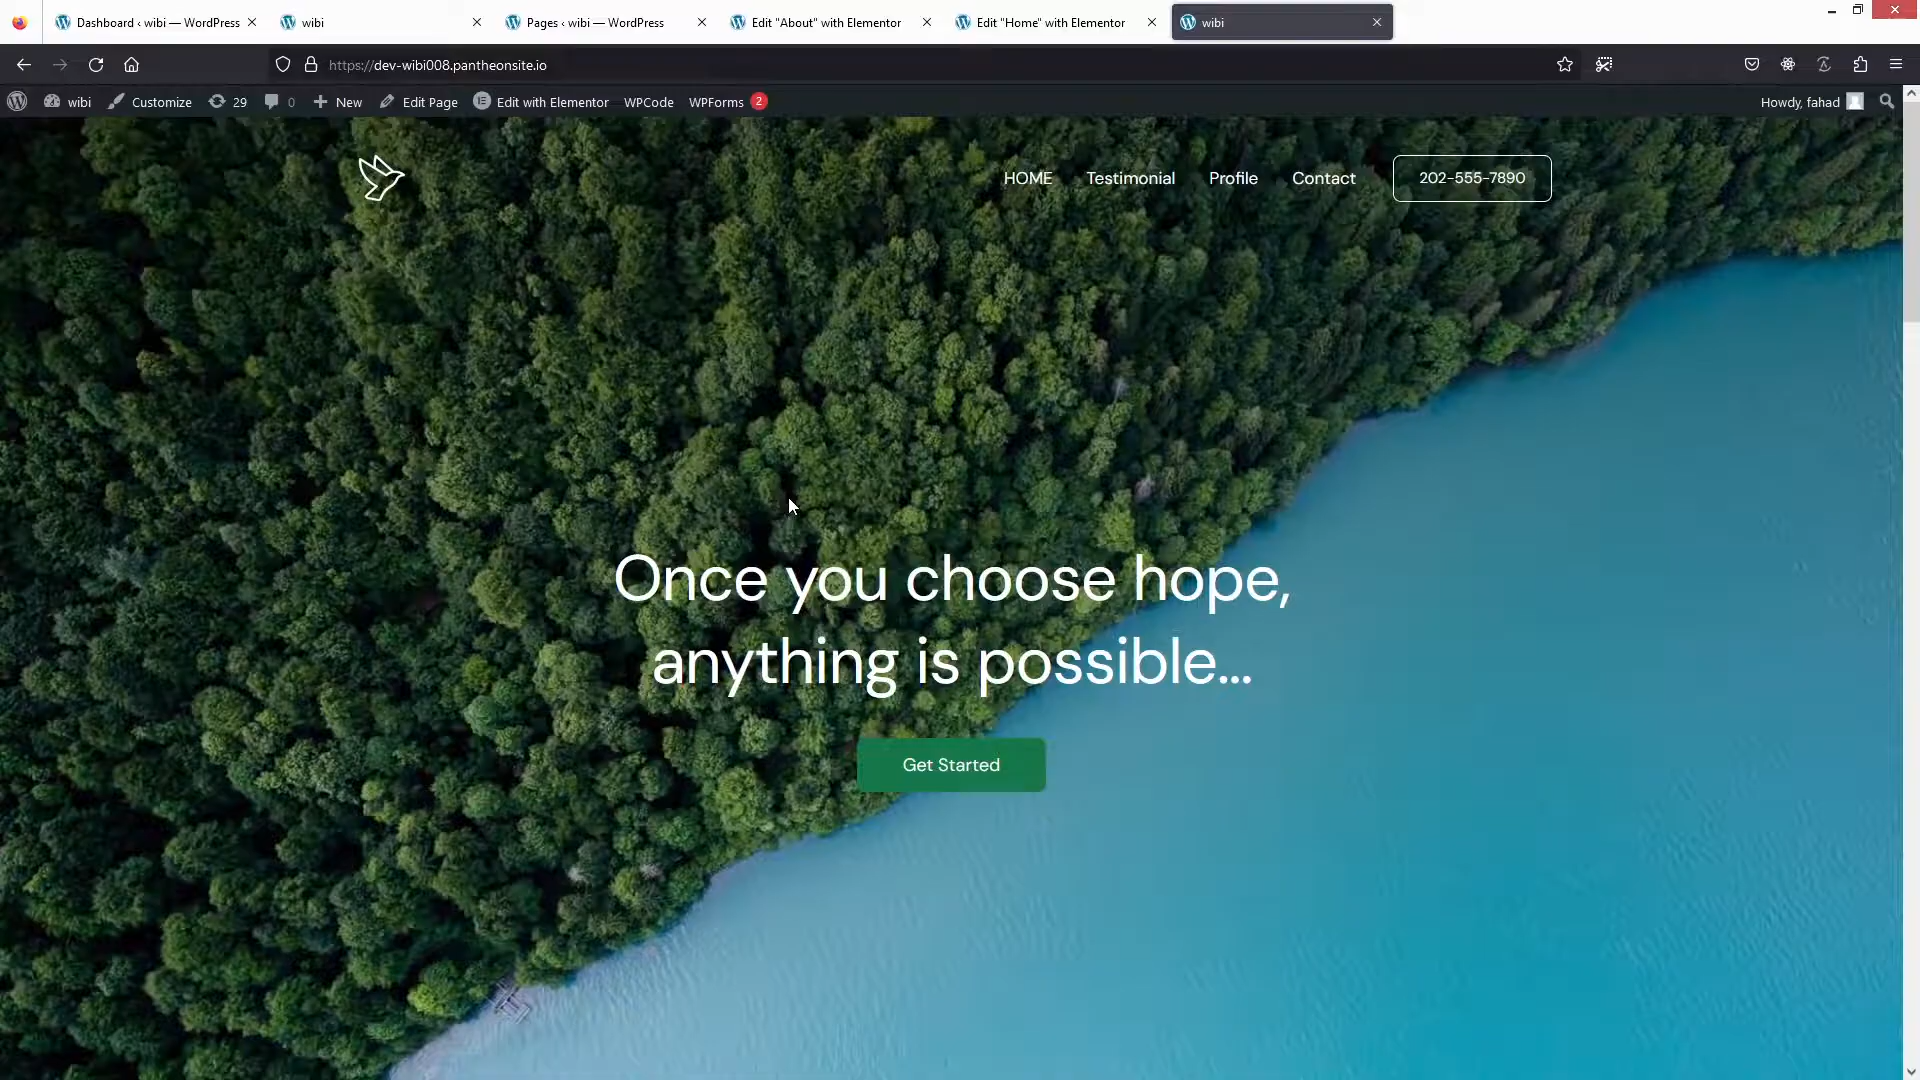 Dashboard ‹ wibi — WordPress
wibi
Pages ‹ wibi — WordPress
Edit "About" with Elementor
Edit "Home" with Elementor
wibi
https://dev-wibi008.pantheonsite.io
wibi
Customize
29
0
New
Edit Page
Edit with Elementor
WPCode
WPForms
2
Howdy, fahad
HOME
Testimonial
Profile
Contact
202-555-7890
Once you choose hope,
anything is possible...
Get Started